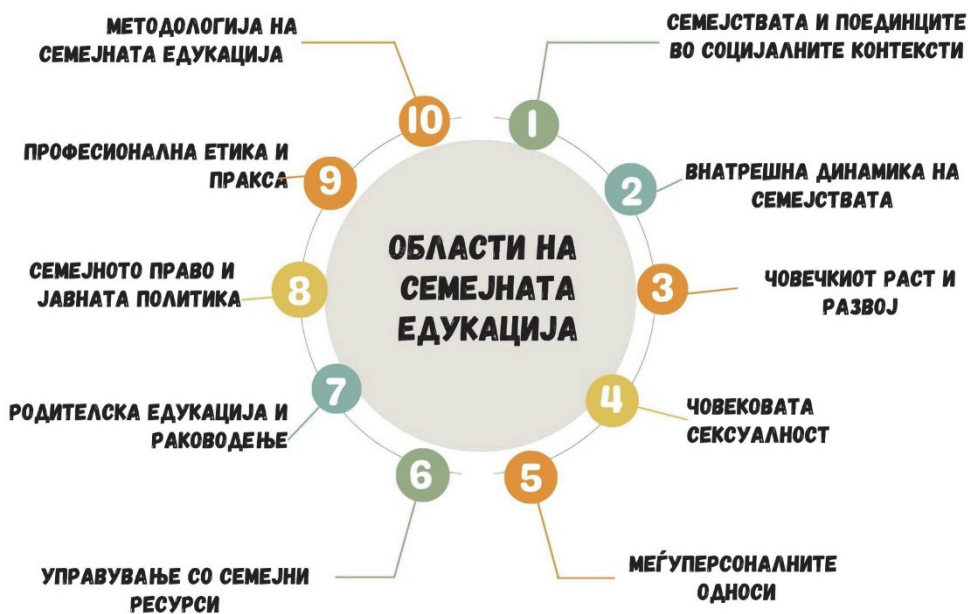 ОБЛАСТИ НА
СЕМЕЈНАТА
ЕДУКАЦИЈА
1
СЕМЕЈСТВАТА И ПОЕДИНЦИТЕ
ВО СОЦИЈАЛНИТЕ КОНТЕКСТИ
2
ВНАТРЕШНА ДИНАМИКА НА
СЕМЕЈСТВАТА
3
ЧОВЕЧКИОТ РАСТ И
РАЗВОЈ
4
ЧОВЕКОВАТА
СЕКСУАЛНОСТ
5
МЕЃУПЕРСОНАЛНИТЕ
ОДНОСИ
6
УПРАВУВАЊЕ СО СЕМЕЈНИ
РЕСУРСИ
7
РОДИТЕЛСКА ЕДУКАЦИЈА И
РАКОВОДЕЊЕ
8
СЕМЕЈНОТО ПРАВО И
ЈАВНАТА ПОЛИТИКА
9
ПРОФЕСИОНАЛНА ЕТИКА И
ПРАКСА
10
МЕТОДОЛОГИЈА НА
СЕМЕЈНАТА ЕДУКАЦИЈА